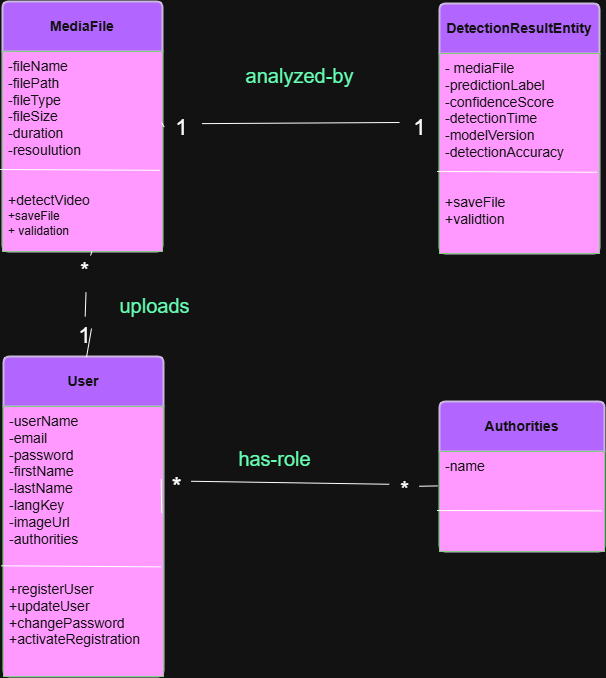 MediaFile
-fileName
-filePath
-fileType
-fileSize
-duration
-resoulution
+detectVideo
+saveFile
+ validation
analyzed-by
1
1
DetectionResultEntity
- mediaFile
-predictionLabel
-confidenceScore
-detectionTime
-modelVersion
-detectionAccuracy
+saveFile
+validtion
*
uploads
1
User
-userName
-email
-password
-firstName
-lastName
-langKey
-imageUrl
-authorities
+registerUser
+updateUser
+changePassword
+activateRegistration
has-role
*
*
Authorities
-name